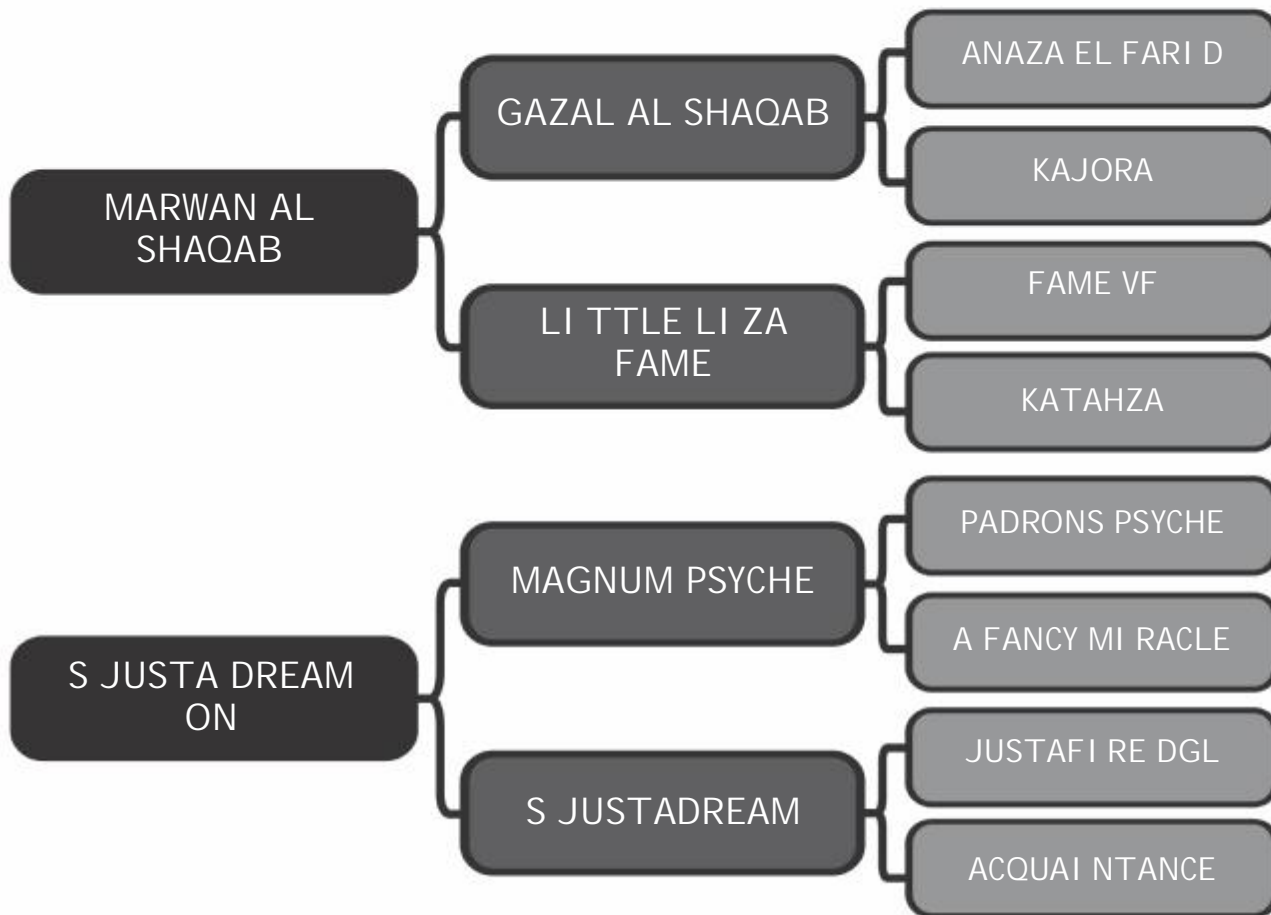 ANAZA EL FARI D
GAZAL AL SHAQAB
KAJORA
MARWAN AL
SHAQAB
FAME VF
LI TTLE LI ZA
FAME
KATAHZA
PADRONS PSYCHE
MAGNUM PSYCHE
A FANCY MI RACLE
S JUSTA DREAM
ON
JUSTAFI RE DGL
S JUSTADREAM
ACQUAI NTANCE